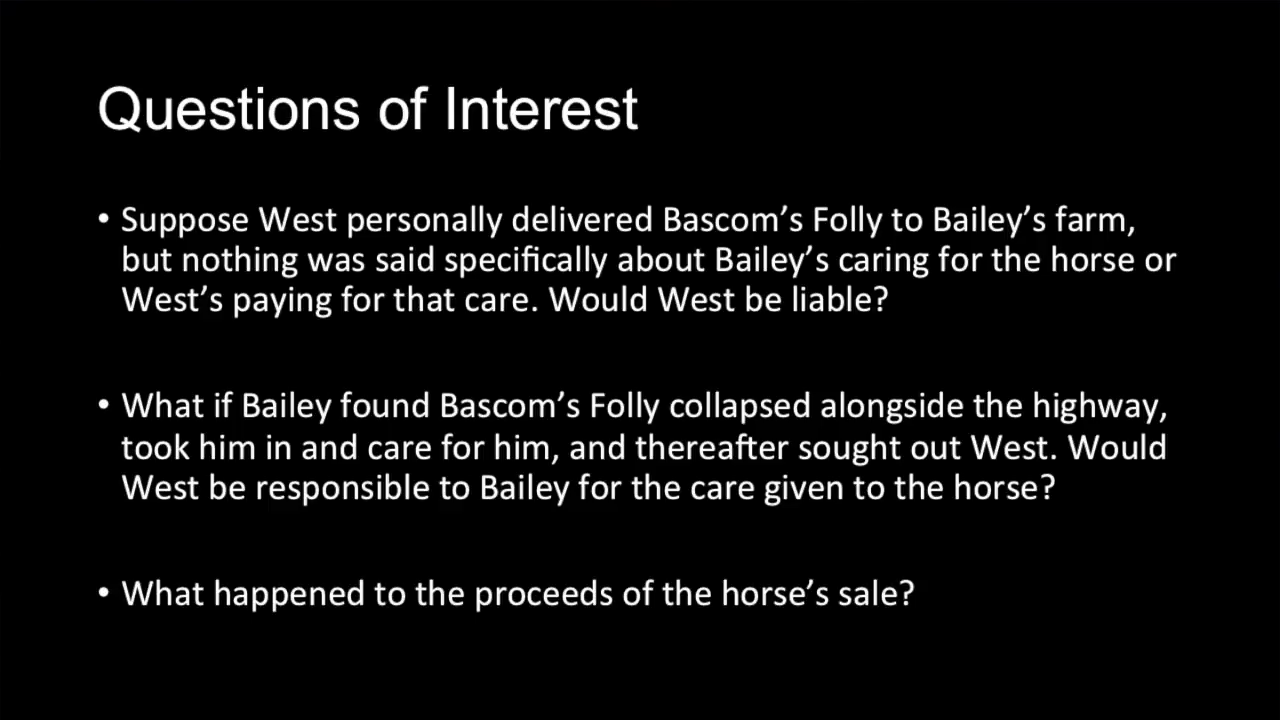 Questions of Interest
• Suppose West personally delivered Bascom’s Folly to Bailey’s farm,
but nothing was said specifically about Bailey’s caring for the horse or
West’s paying for that care. Would West be liable?
• What if Bailey found Bascom’s Folly collapsed alongside the highway,
took him in and care for him, and thereafter sought out West. Would
West be responsible to Bailey for the care given to the horse?
• What happened to the proceeds of the horse’s sale?